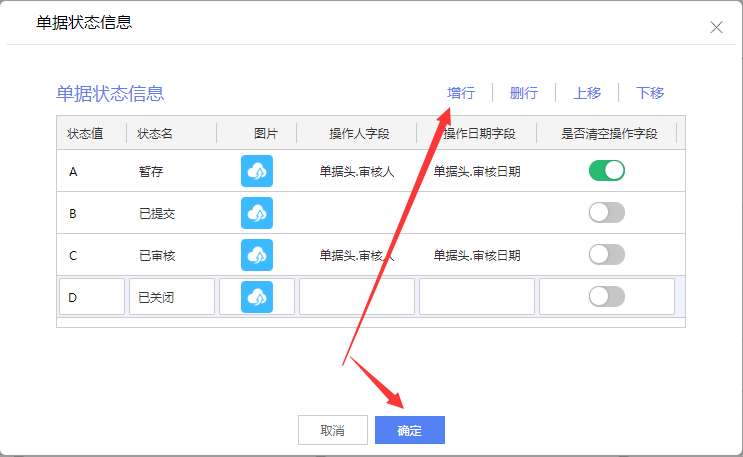 单据状态信息
单据状态信息 增行 删行 上移 下移
状态值 状态名 图片 操作人字段 操作日期字段 是否清空操作字段
A 暂存 单据头.审核人 单据头.审核日期
B 已提交
C 已审核 单据头.审核人 单据头.审核日期
D 已关闭
取消 确定